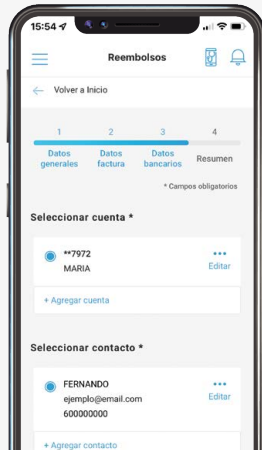 15:54
Reembolsos
Volver a Inicio
1 2 3 4
Datos generales Datos factura Datos bancarios Resumen
* Campos obligatorios
Seleccionar cuenta *
**7972
MARIA
Editar
+ Agregar cuenta
Seleccionar contacto *
FERNANDO
ejemplo@email.com
Editar
600000000
+ Agregar contacto